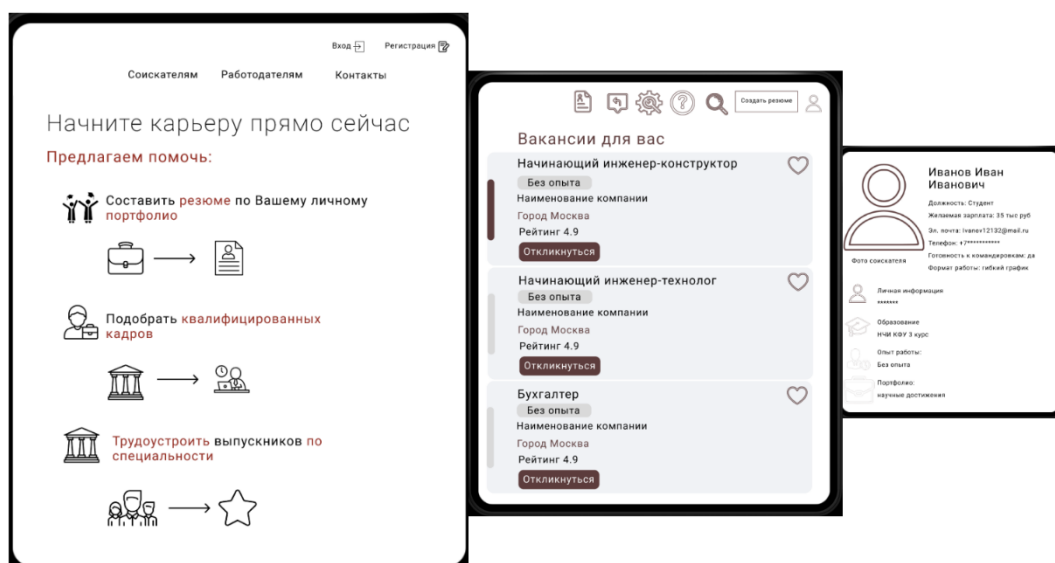 Вход
Регистрация
Соискателям
Работодателям
Контакты
Начните карьеру прямо сейчас
Предлагаем помочь:
Составить резюме по Вашему личному
портфолио
Подобрать квалифицированных
кадров
Трудоустроить выпускников по
специальности
Создать резюме
Вакансии для вас
Начинающий инженер-конструктор
Без опыта
Наименование компании
Город Москва
Рейтинг 4.9
Откликнуться
Начинающий инженер-технолог
Без опыта
Наименование компании
Город Москва
Рейтинг 4.9
Откликнуться
Бухгалтер
Без опыта
Наименование компании
Город Москва
Рейтинг 4.9
Откликнуться
Иванов Иван
Иванович
Должность: Студент
Желаемая зарплата: 35 тыс руб
Эл. почта: Ivanov12132@mail.ru
Телефон: +7***********
Готовность к командировкам: да
Формат работы: гибкий график
Фото соискателя
Личная информация
*******
Образование
НЧИ КФУ 3 курс
Опыт работы:
Без опыта
Портфолио:
научные достижения